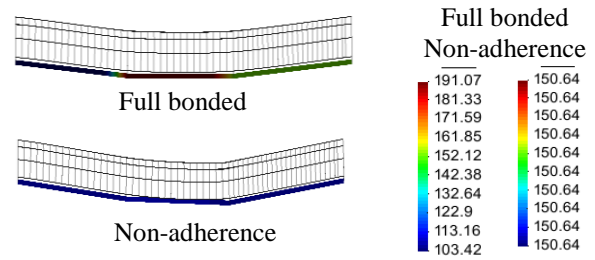 Full bonded
Non-adherence
Full bonded
Non-adherence
191.07 150.64
181.33 150.64
171.59 150.64
161.85 150.64
152.12 150.64
142.38 150.64
132.64 150.64
122.9 150.64
113.16 150.64
103.42 150.64